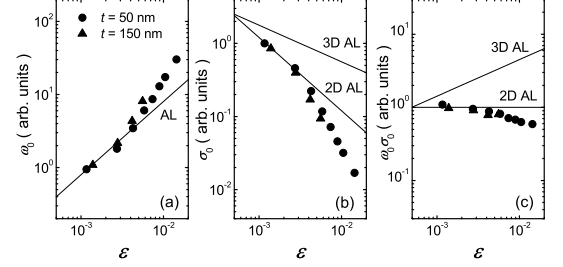 10² t = 50 nm
t = 150 nm
10¹
10⁰
AL
(a)
10⁻³ 10⁻²
ε
ω₀ ( arb. units )
10⁰
10⁻¹
10⁻²
3D AL
2D AL
(b)
10⁻³ 10⁻²
ε
σ₀ ( arb. units )
10¹
10⁰
10⁻¹
3D AL
2D AL
(c)
10⁻³ 10⁻²
ε
ω₀σ₀ ( arb. units )